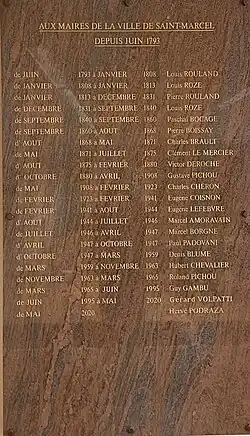 AUX MAIRES DE LA VILLE DE SAINT-MARCEL
DEPUIS JUIN 1793
de JUIN 1793 à JANVIER 1808 Louis ROULAND
de JANVIER 1808 à JANVIER 1813 Louis ROZE
de JANVIER 1813 à DECEMBRE 1831 Pierre ROULAND
de DECEMBRE 1831 à SEPTEMBRE 1840 Louis ROZE
de SEPTEMBRE 1840 à SEPTEMBRE 1860 Paschal BOCAGE
de SEPTEMBRE 1860 à AOUT 1868 Pierre BOISSAY
d' AOUT 1868 à MAI 1871 Charles BRAULT
de MAI 1871 à JUILLET 1875 Clément LE MERCIER
d' AOUT 1875 à FEVRIER 1880 Victor DEROCHE
d' OCTOBRE 1880 à AVRIL 1908 Gustave PICHOU
de MAI 1908 à FEVRIER 1923 Charles CHERON
de FEVRIER 1923 à FEVRIER 1941 Eugène COISNON
de FEVRIER 1941 à AOUT 1944 Eugène LEFEBVRE
d' AOUT 1944 à JUILLET 1946 Marcel AMORAVAIN
de JUILLET 1946 à AVRIL 1947 Marcel BORGNE
d' AVRIL 1947 à OCTOBRE 1947 Paul PADOVANI
d' OCTOBRE 1947 à MARS 1959 Denis BLUME
de MARS 1959 à NOVEMBRE 1963 Hubert CHEVALIER
de NOVEMBRE 1963 à MARS 1965 Roland PICHOU
de MARS 1965 à JUIN 1995 Guy GAMBU
de JUIN 1995 à MAI 2020 Gérard VOLPATTI
de MAI 2020 Hervé PODRAZA